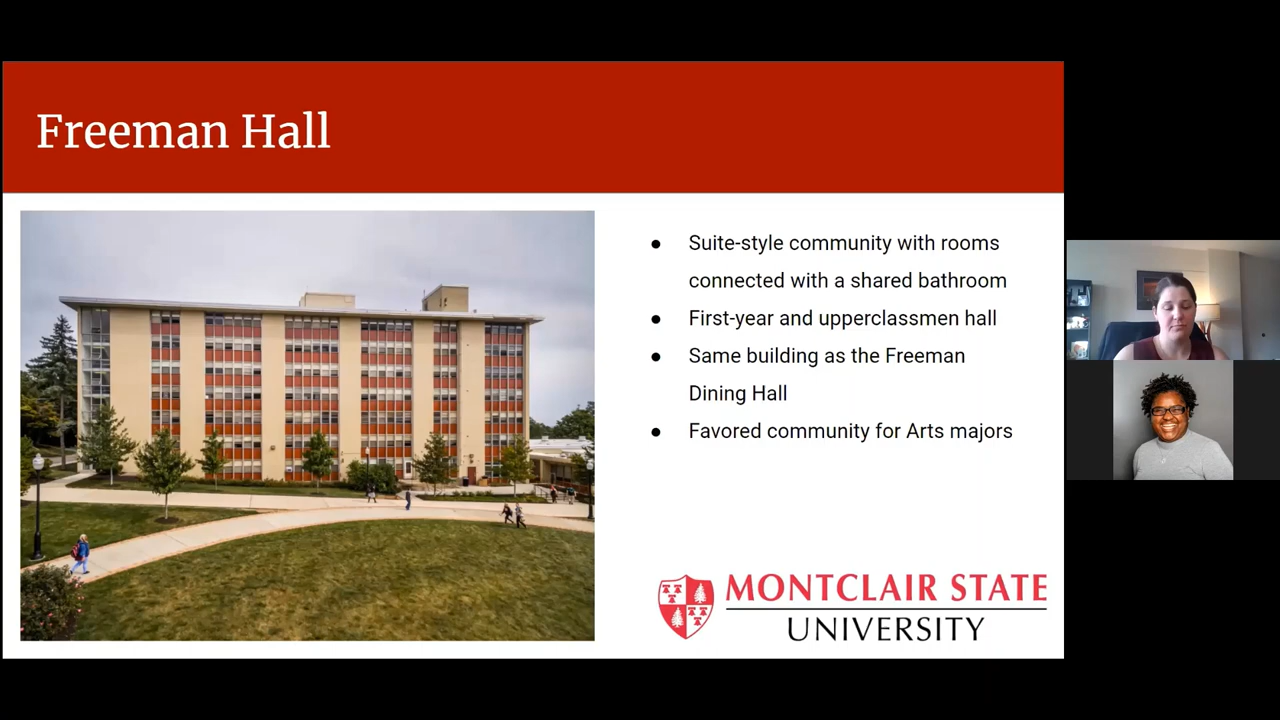 Freeman Hall
● Suite-style community with rooms
connected with a shared bathroom
● First-year and upperclassmen hall
● Same building as the Freeman
Dining Hall
● Favored community for Arts majors
MONTCLAIR STATE
UNIVERSITY